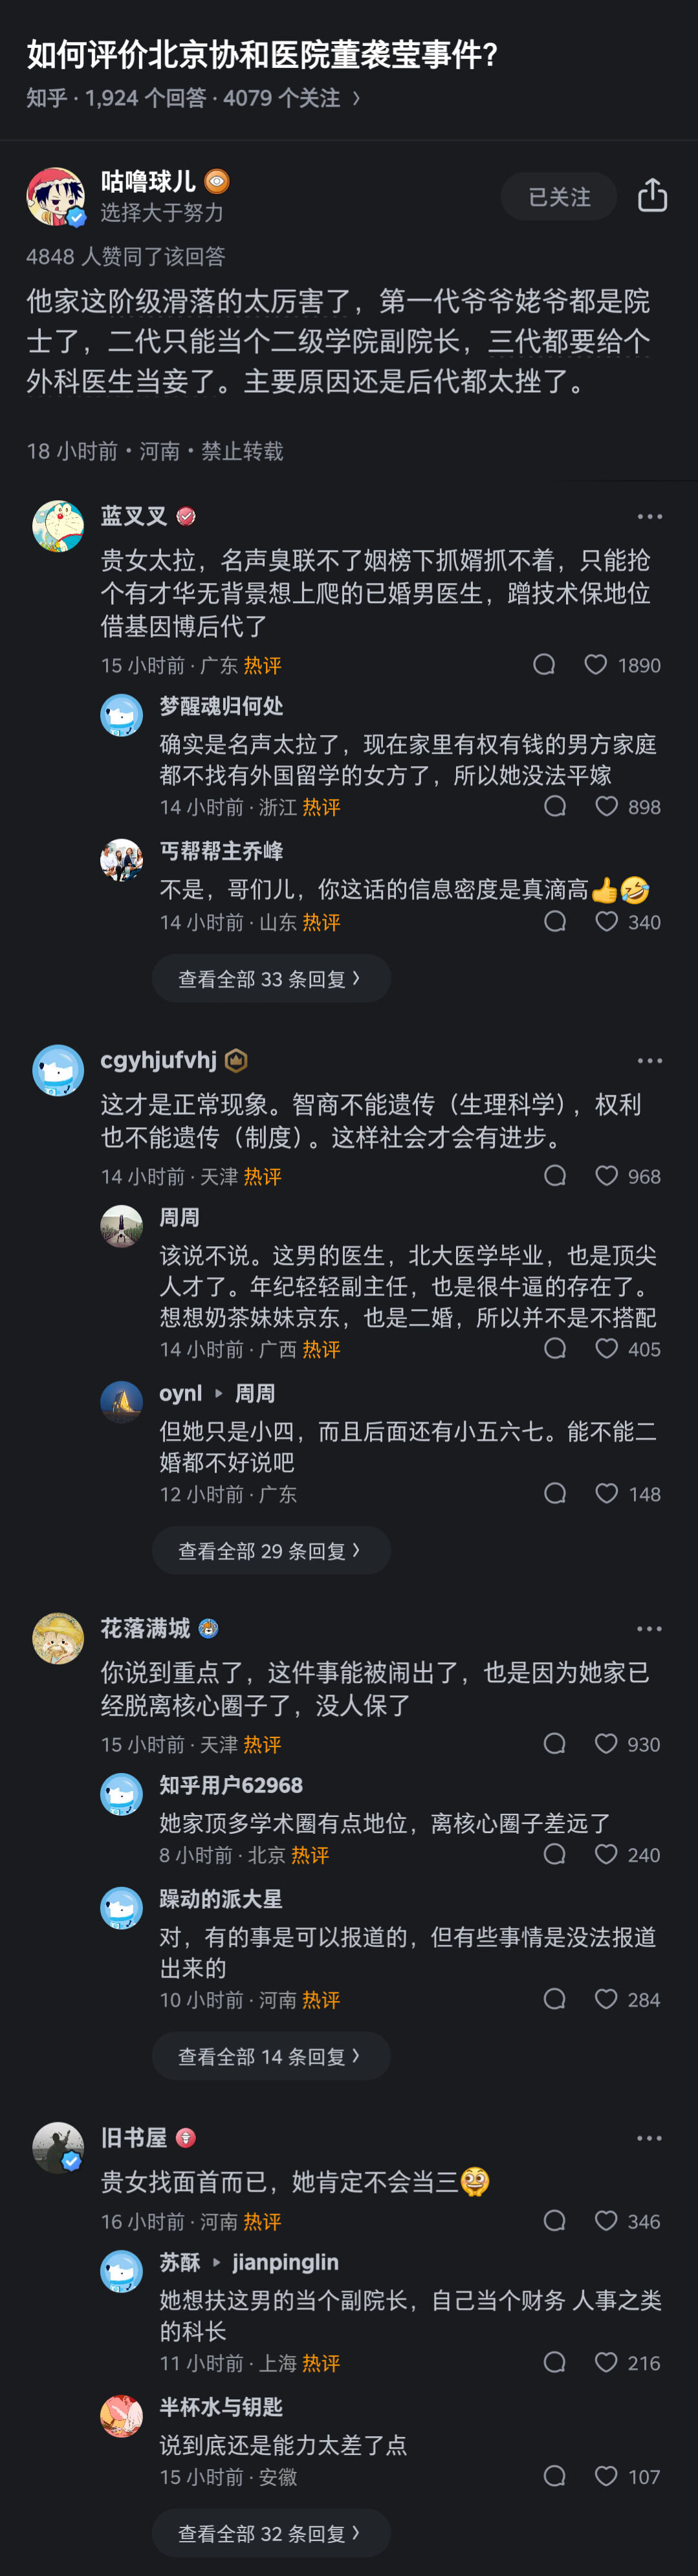 如何评价北京协和医院董袭莹事件?
知乎 · 1,924 个回答 · 4079 个关注 >
咕噜球儿
选择大于努力
已关注
4848 人赞同了该回答
他家这阶级滑落的太厉害了，第一代爷爷姥爷都是院
士了，二代只能当个二级学院副院长，三代都要给个
外科医生当妾了。主要原因还是后代都太挫了。
18 小时前 · 河南 · 禁止转载
蓝叉叉
贵女太拉，名声臭联不了姻榜下抓婿抓不着，只能抢
个有才华无背景想上爬的已婚男医生，蹭技术保地位
借基因博后代了
15 小时前 · 广东 热评
1890
梦醒魂归何处
确实是名声太拉了，现在家里有权有钱的男方家庭
都不找有外国留学的女方了，所以她没法平嫁
14 小时前 · 浙江 热评
898
丐帮帮主乔峰
不是，哥们儿，你这话的信息密度是真滴高👍🤣
14 小时前 · 山东 热评
340
查看全部 33 条回复 >
cgyhjufvhj
这才是正常现象。智商不能遗传（生理科学），权利
也不能遗传（制度）。这样社会才会有进步。
14 小时前 · 天津 热评
968
周周
该说不说。这男的医生，北大医学毕业，也是顶尖
人才了。年纪轻轻副主任，也是很牛逼的存在了。
想想奶茶妹妹京东，也是二婚，所以并不是不搭配
14 小时前 · 广西 热评
405
oynl ▸ 周周
但她只是小四，而且后面还有小五六七。能不能二
婚都不好说吧
12 小时前 · 广东
148
查看全部 29 条回复 >
花落满城
你说到重点了，这件事能被闹出了，也是因为她家已
经脱离核心圈子了，没人保了
15 小时前 · 天津 热评
930
知乎用户62968
她家顶多学术圈有点地位，离核心圈子差远了
8 小时前 · 北京 热评
240
躁动的派大星
对，有的事是可以报道的，但有些事情是没法报道
出来的
10 小时前 · 河南 热评
284
查看全部 14 条回复 >
旧书屋
贵女找面首而已，她肯定不会当三
16 小时前 · 河南 热评
346
苏酥 ▸ jianpinglin
她想扶这男的当个副院长，自己当个财务 人事之类
的科长
11 小时前 · 上海 热评
216
半杯水与钥匙
说到底还是能力太差了点
15 小时前 · 安徽
107
查看全部 32 条回复 >